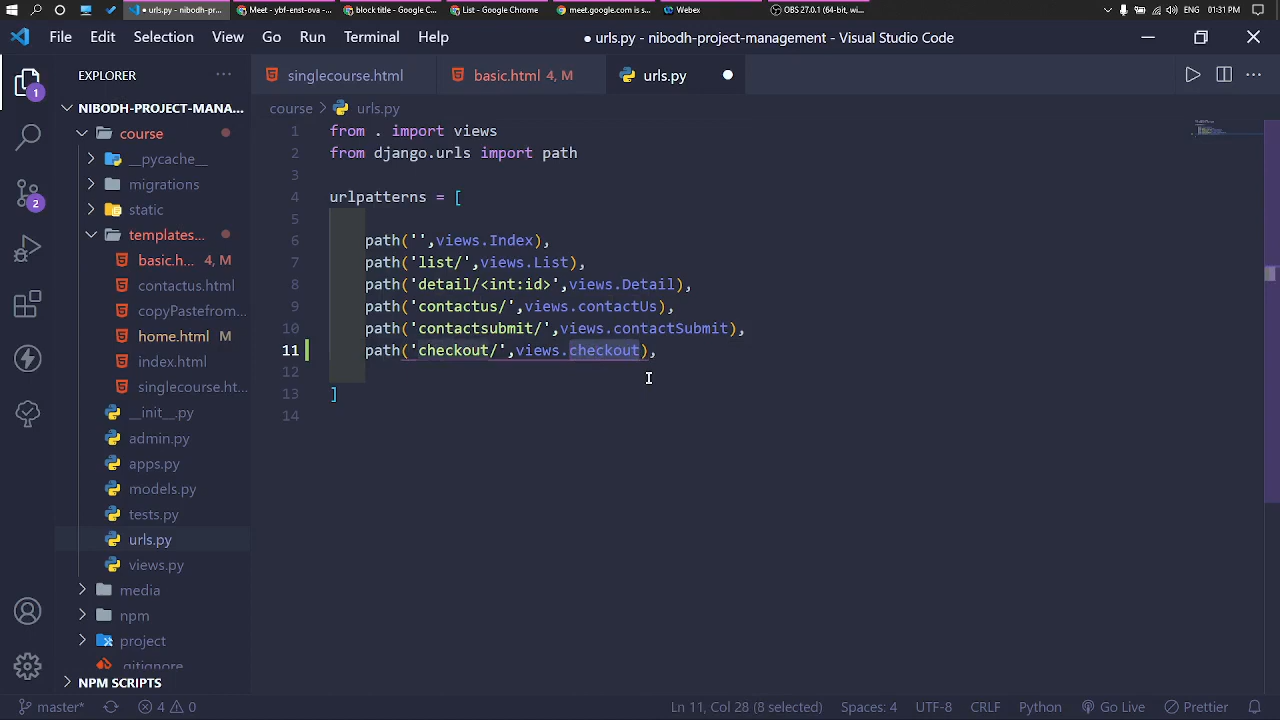 ● urls.py - nibodh-pro...
Meet - ybf-enst-ova ...
block title - Google C...
List - Google Chrome
meet.google.com is s...
Webex
OBS 27.0.1 (64-bit, wi...
ENG
01:31 PM
File Edit Selection View Go Run Terminal Help
● urls.py - nibodh-project-management - Visual Studio Code
EXPLORER
singlecourse.html
basic.html 4, M
urls.py
NIBODH-PROJECT-MANA...
course > urls.py
course
__pycache__
migrations
static
templates...
basic.h... 4, M
contactus.html
copyPastefrom...
home.html
index.html
singlecourse.ht...
__init__.py
admin.py
apps.py
models.py
tests.py
urls.py
views.py
media
npm
project
.gitignore
NPM SCRIPTS
1
2
1 from . import views
2 from django.urls import path
3
4 urlpatterns = [
5
6 path('',views.Index),
7 path('list/',views.List),
8 path('detail/<int:id>',views.Detail),
9 path('contactus/',views.contactUs),
10 path('contactsubmit/',views.contactSubmit),
11 path('checkout/',views.checkout),
12
13 ]
14
master* 4 0
Ln 11, Col 28 (8 selected) Spaces: 4 UTF-8 CRLF Python Go Live Prettier